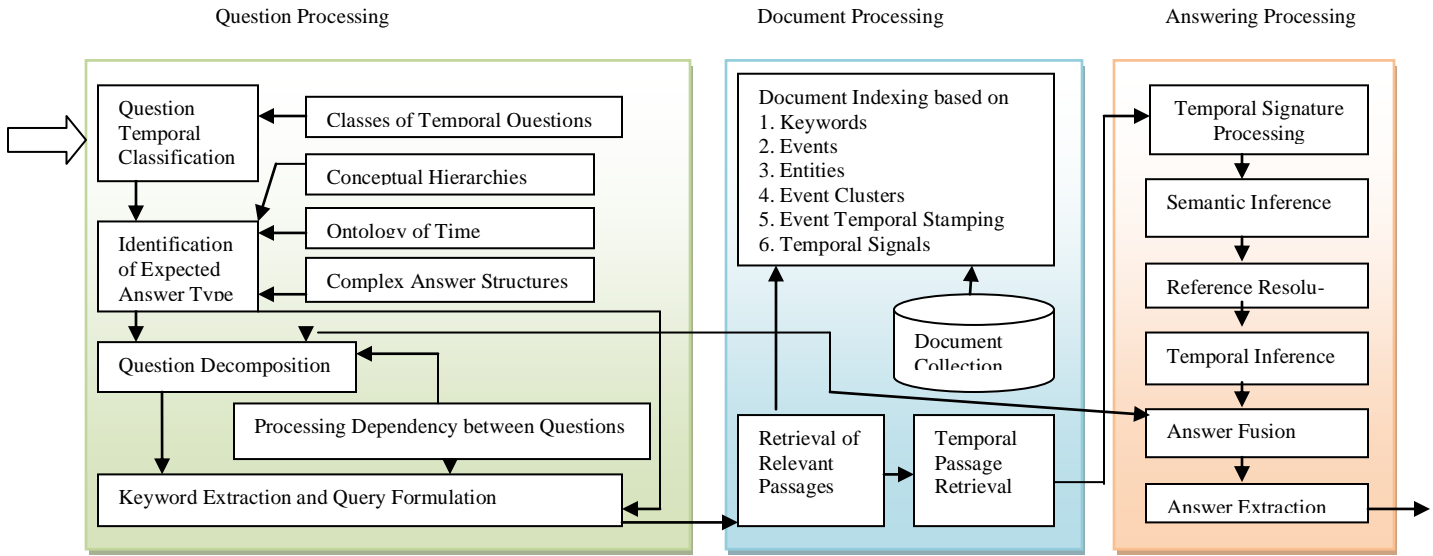 Question Processing
Document Processing
Answering Processing
Question
Temporal
Classification
Classes of Temporal Questions
Conceptual Hierarchies
Identification
of Expected
Answer Type
Ontology of Time
Complex Answer Structures
Question Decomposition
Processing Dependency between Questions
Keyword Extraction and Query Formulation
Document Indexing based on
1. Keywords
2. Events
3. Entities
4. Event Clusters
5. Event Temporal Stamping
6. Temporal Signals
Document
Collection
Retrieval of
Relevant
Passages
Temporal
Passage
Retrieval
Temporal Signature
Processing
Semantic Inference
Reference Resolu-
Temporal Inference
Answer Fusion
Answer Extraction